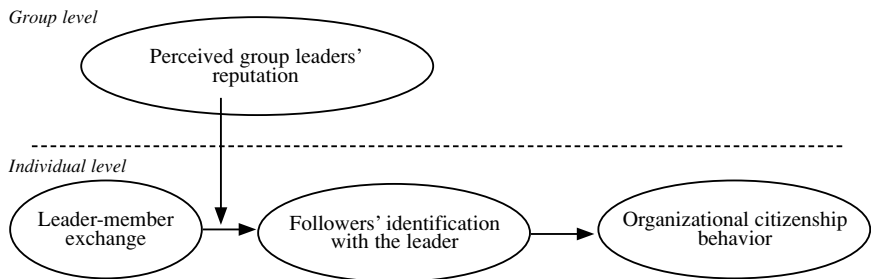 Group level
Perceived group leaders’
reputation
Individual level
Leader-member
exchange
Followers’ identification
with the leader
Organizational citizenship
behavior